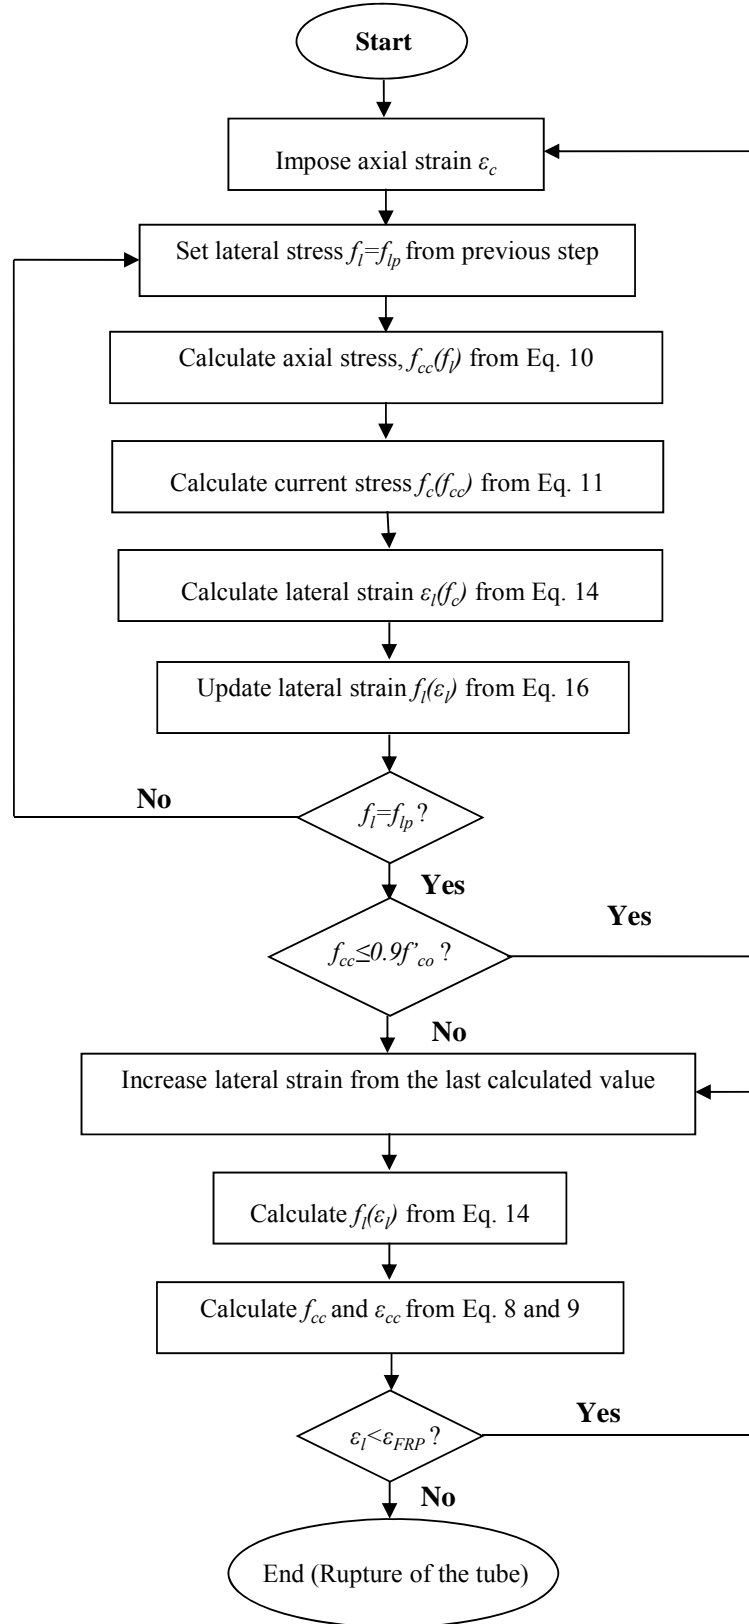 Start
Impose axial strain εc
Set lateral stress fl=flp from previous step
Calculate axial stress, fcc(fl) from Eq. 10
Calculate current stress fc(fcc) from Eq. 11
Calculate lateral strain εl(fc) from Eq. 14
Update lateral strain fl(εl) from Eq. 16
No
fl=flp ?
Yes
Yes
fcc≤0.9f’co ?
No
Increase lateral strain from the last calculated value
Calculate fl(εl) from Eq. 14
Calculate fcc and εcc from Eq. 8 and 9
Yes
εl<εFRP ?
No
End (Rupture of the tube)